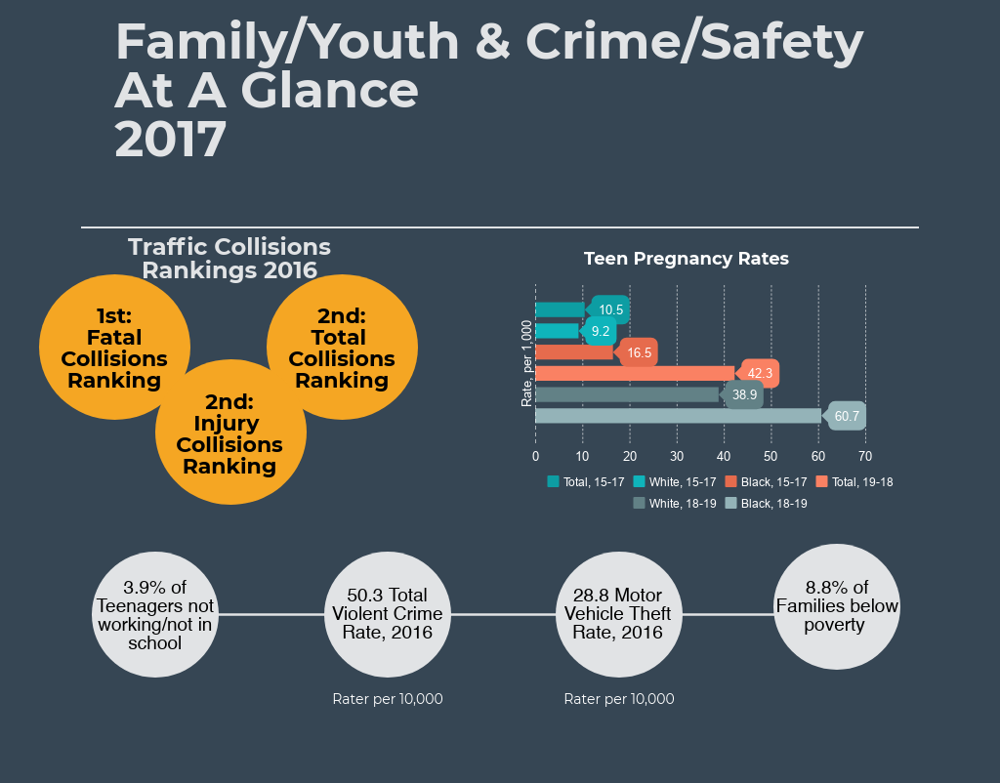 Family/Youth & Crime/Safety
At A Glance
2017
Traffic Collisions
Rankings 2016
1st:
Fatal
Collisions
Ranking
2nd:
Total
Collisions
Ranking
2nd:
Injury
Collisions
Ranking
Teen Pregnancy Rates
Rate, per 1,000
10.5
9.2
16.5
42.3
38.9
60.7
0 10 20 30 40 50 60 70
Total, 15-17 White, 15-17 Black, 15-17 Total, 19-18
White, 18-19 Black, 18-19
3.9% of
Teenagers not
working/not in
school
50.3 Total
Violent Crime
Rate, 2016
Rater per 10,000
28.8 Motor
Vehicle Theft
Rate, 2016
Rater per 10,000
8.8% of
Families below
poverty